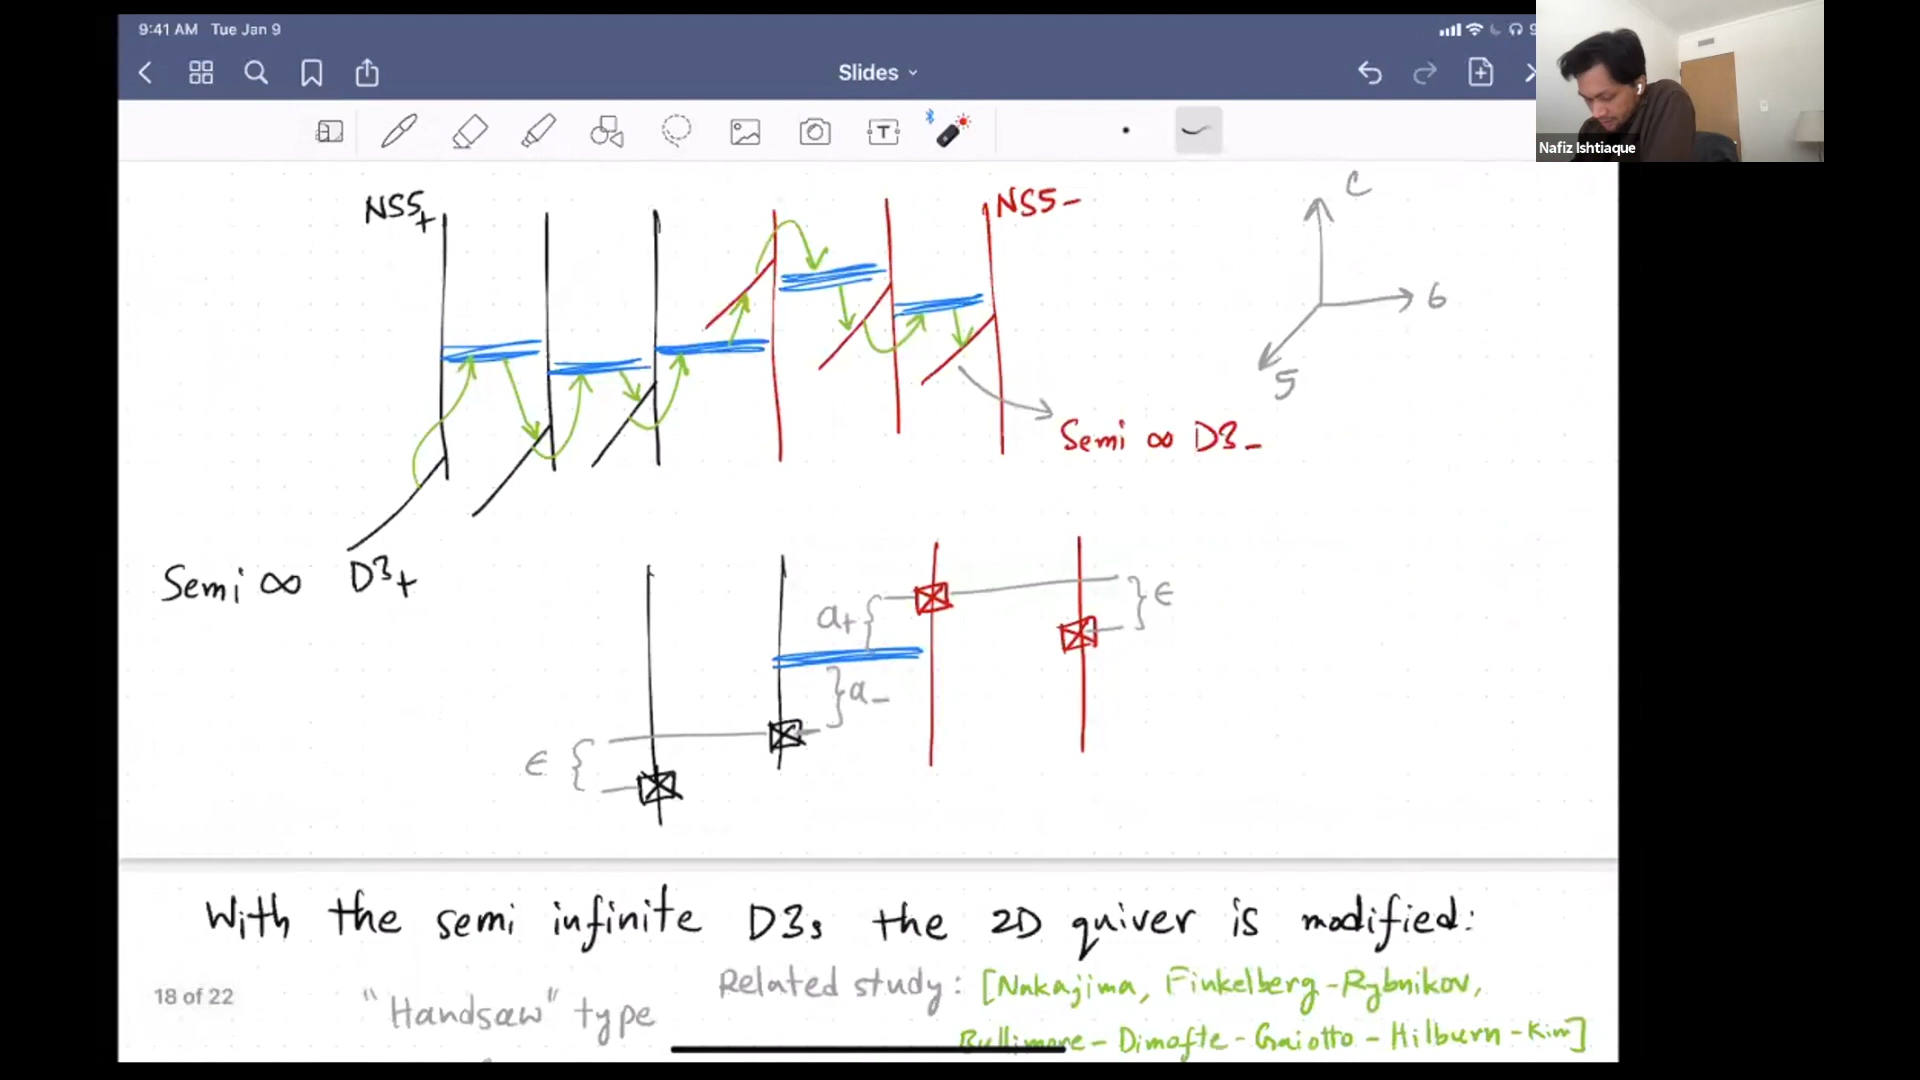 9:41 AM Tue Jan 9
Slides
T
Nafiz Ishtiaque
NS5+
NS5-
C
6
5
Semi ∞ D3-
Semi ∞ D3+
a+
ϵ
a-
ϵ
With the semi infinite D3s the 2D quiver is modified:
Related study: [Nakajima, Finkelberg-Rybnikov,
18 of 22
"Handsaw" type
Bullimore-Dimofte-Gaiotto-Hilburn-Kim]